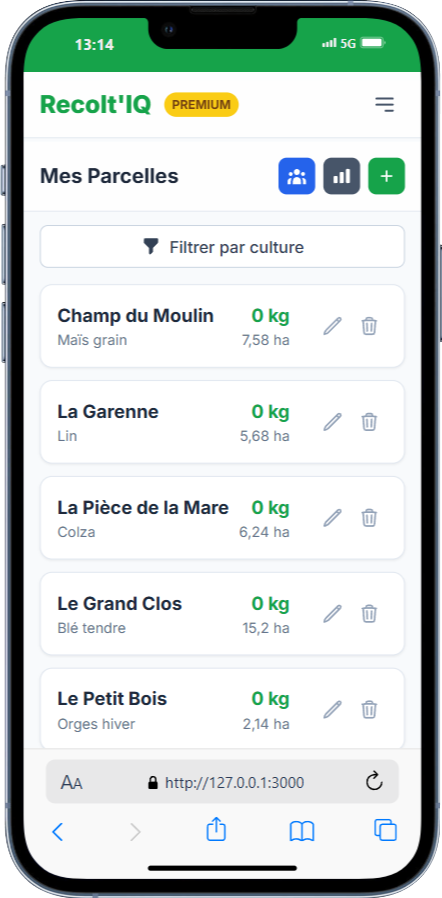 13:14 5G
Recolt'IQ PREMIUM
Mes Parcelles +
Filtrer par culture
Champ du Moulin 0 kg
Maïs grain 7,58 ha
La Garenne 0 kg
Lin 5,68 ha
La Pièce de la Mare 0 kg
Colza 6,24 ha
Le Grand Clos 0 kg
Blé tendre 15,2 ha
Le Petit Bois 0 kg
Orges hiver 2,14 ha
AA http://127.0.0.1:3000